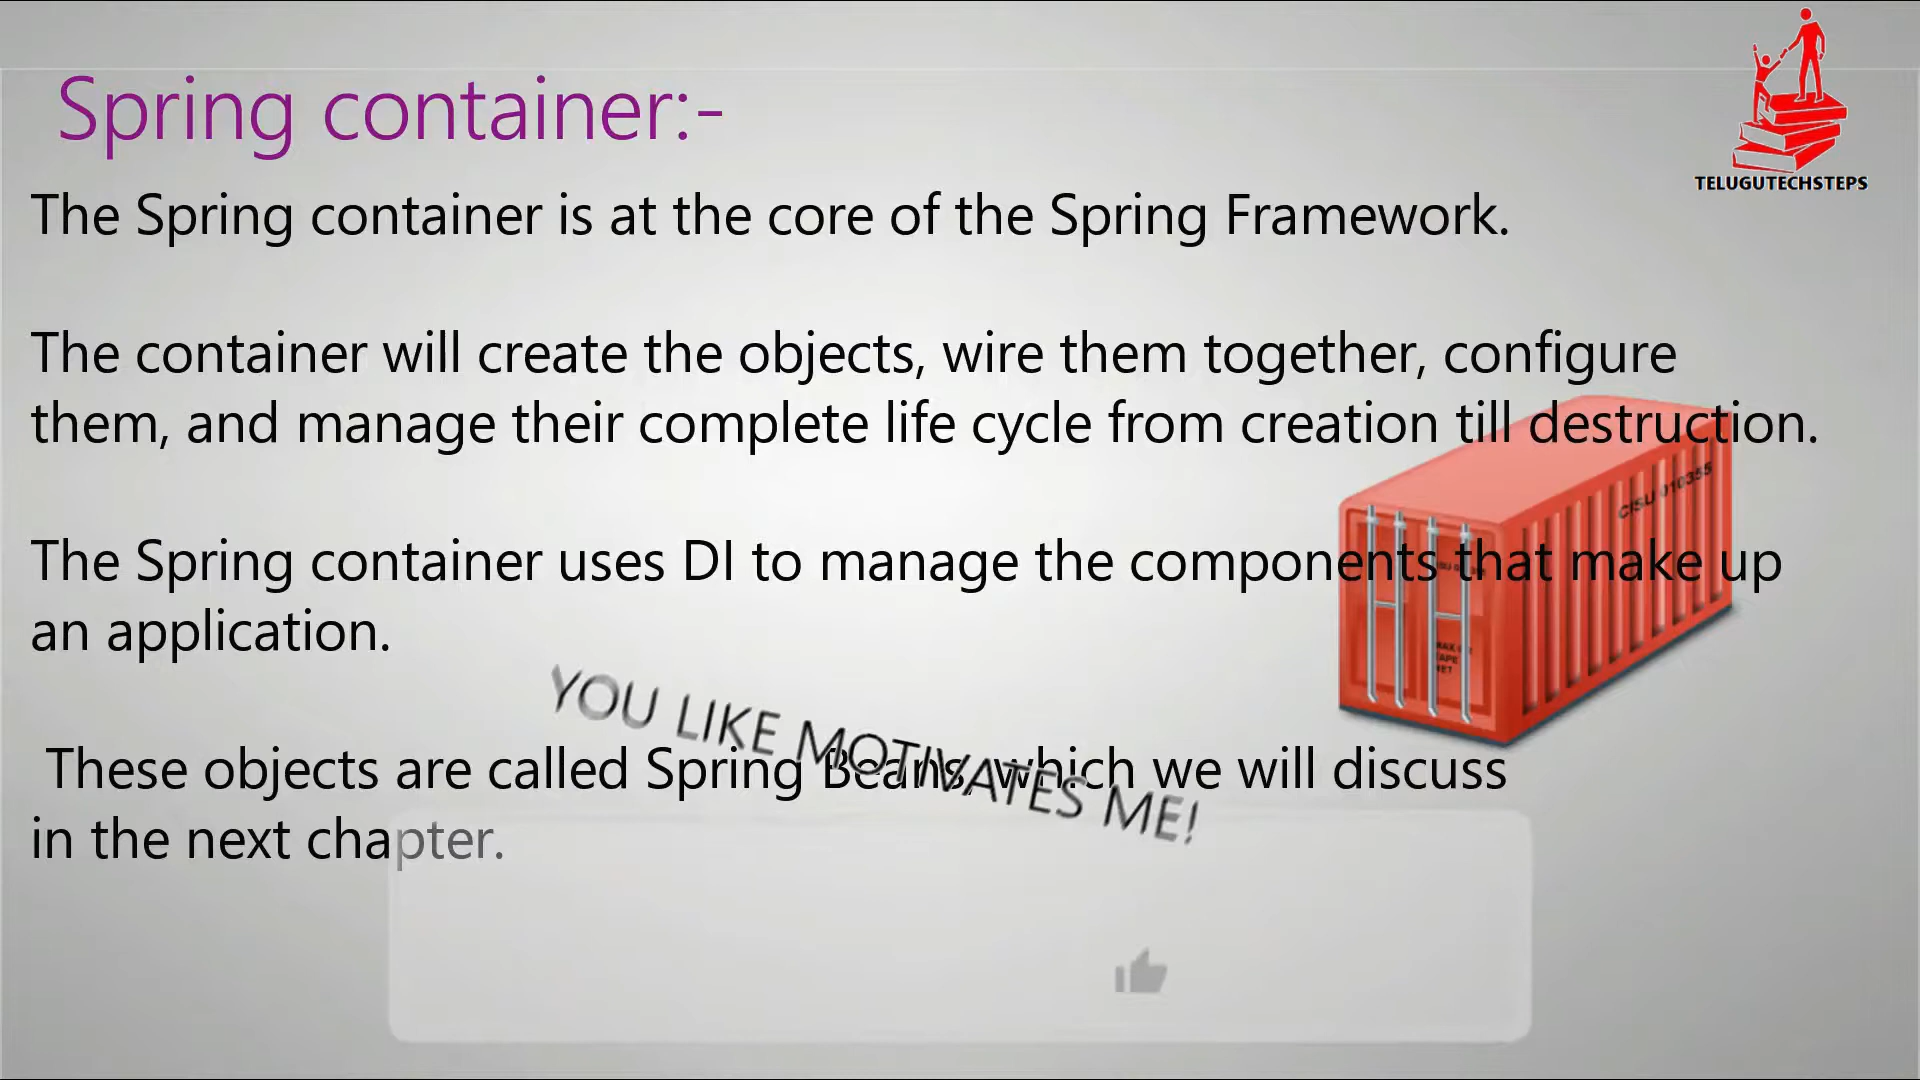 Spring container:-
TELUGUTECHSTEPS
The Spring container is at the core of the Spring Framework.
The container will create the objects, wire them together, configure
them, and manage their complete life cycle from creation till destruction.
CISU 010355
The Spring container uses DI to manage the components that make up
an application.
YOU LIKE MOTIVATES ME!
These objects are called Spring Beans, which we will discuss
in the next chapter.